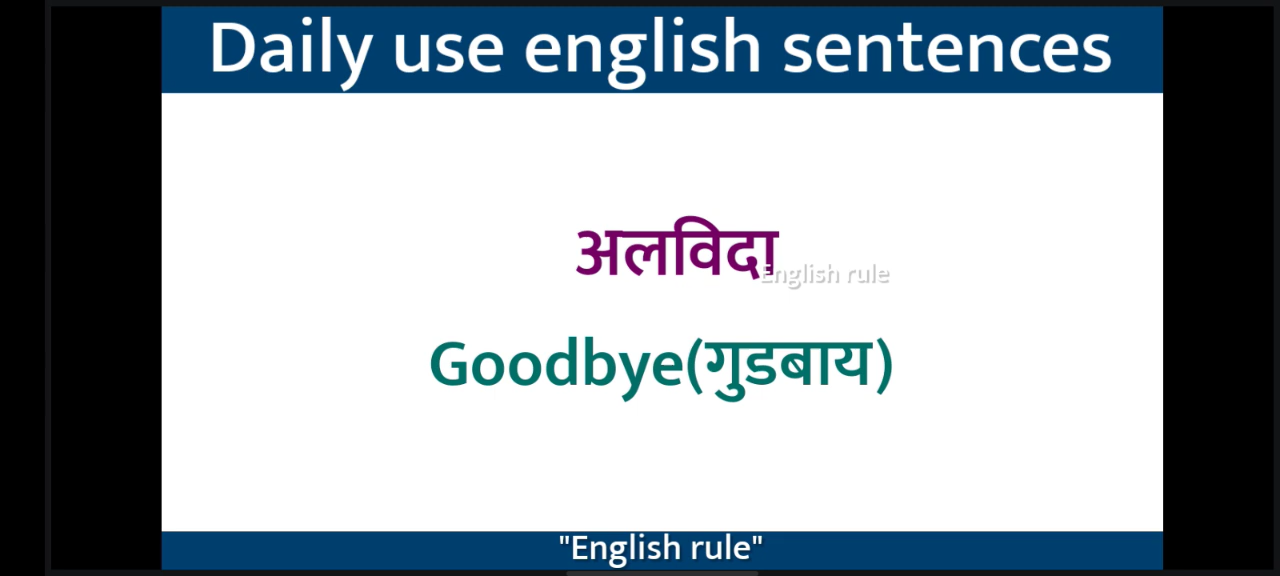 Daily use english sentences
अलविदा
English rule
Goodbye(गुडबाय)
"English rule"